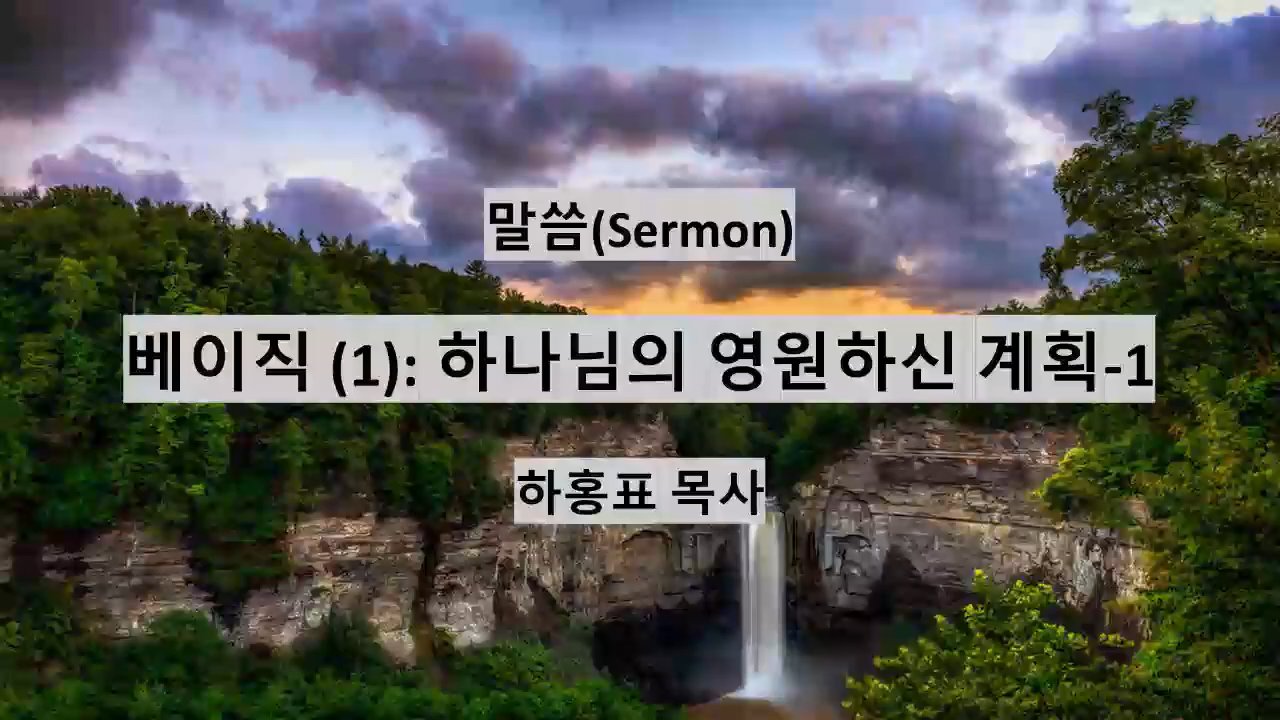 말씀(Sermon)
베이직 (1): 하나님의 영원하신 계획-1
하홍표 목사